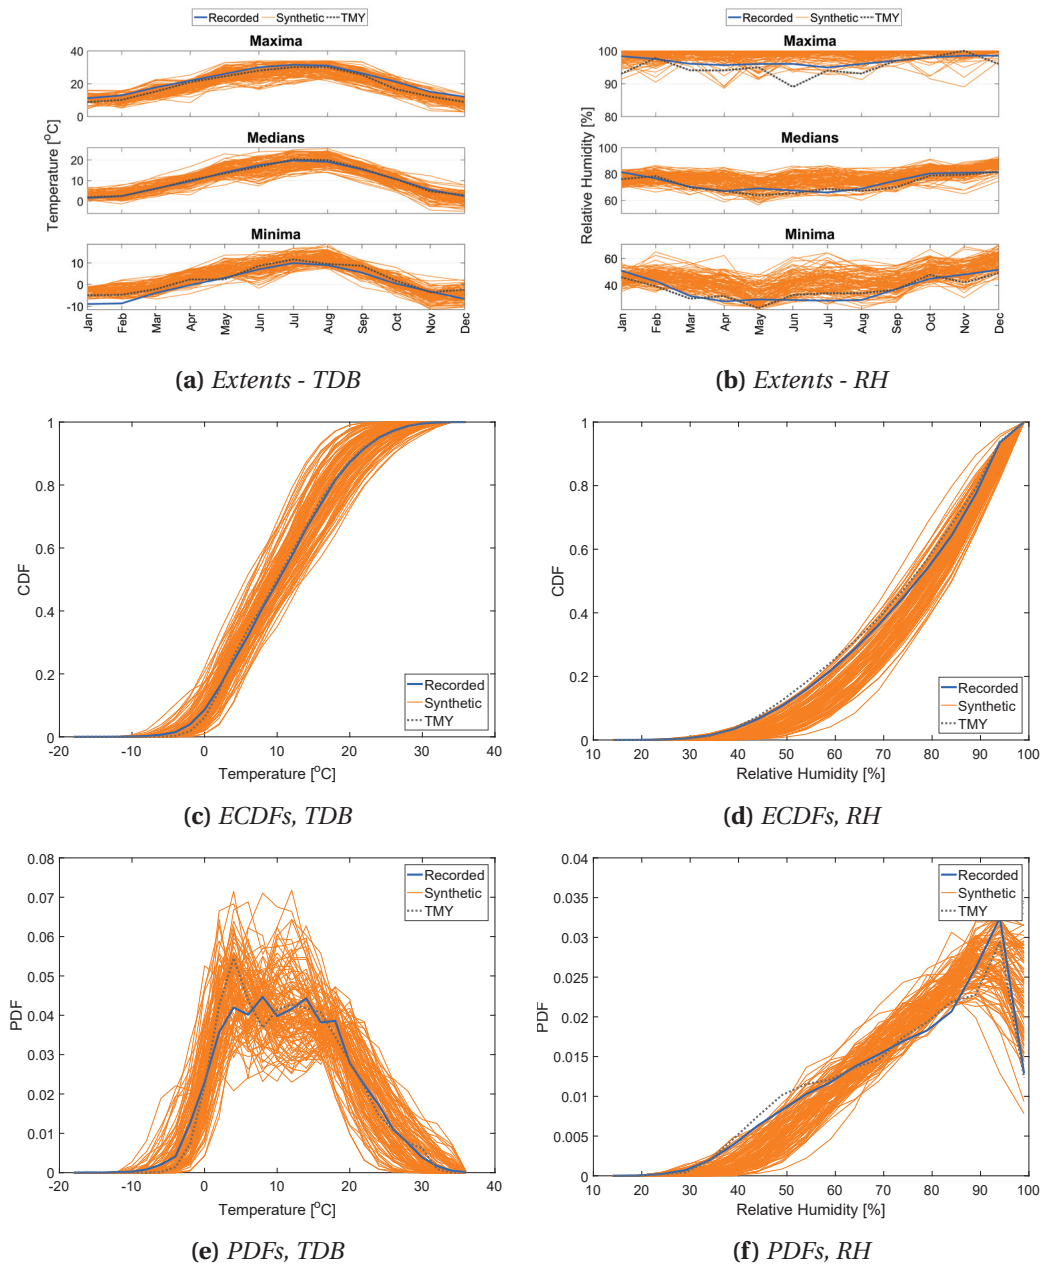 Recorded Synthetic TMY
Maxima
40
20
0
Medians
20
10
0
Minima
10
0
-10
Temperature [°C]
Jan Feb Mar Apr May Jun Jul Aug Sep Oct Nov Dec
(a) Extents - TDB
Recorded Synthetic TMY
Maxima
100
90
80
Medians
100
80
60
Minima
60
40
Relative Humidity [%]
Jan Feb Mar Apr May Jun Jul Aug Sep Oct Nov Dec
(b) Extents - RH
1
0.8
0.6
0.4
0.2
0
CDF
Recorded
Synthetic
TMY
-20 -10 0 10 20 30 40
Temperature [°C]
(c) ECDFs, TDB
1
0.8
0.6
0.4
0.2
0
CDF
Recorded
Synthetic
TMY
10 20 30 40 50 60 70 80 90 100
Relative Humidity [%]
(d) ECDFs, RH
0.08
0.07
0.06
0.05
0.04
0.03
0.02
0.01
0
PDF
Recorded
Synthetic
TMY
-20 -10 0 10 20 30 40
Temperature [°C]
(e) PDFs, TDB
0.04
0.035
0.03
0.025
0.02
0.015
0.01
0.005
0
PDF
Recorded
Synthetic
TMY
10 20 30 40 50 60 70 80 90 100
Relative Humidity [%]
(f) PDFs, RH